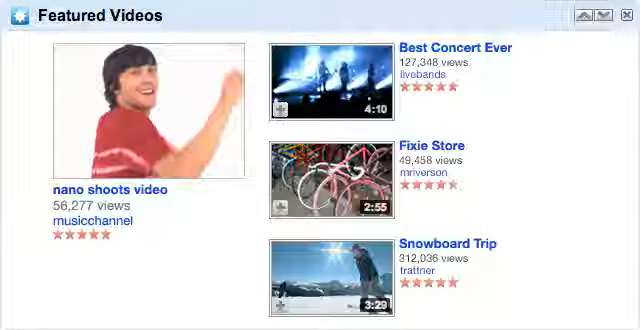 Featured Videos
nano shoots video
56,277 views
musicchannel
4:10
Best Concert Ever
127,348 views
livebands
2:55
Fixie Store
49,458 views
mriverson
3:29
Snowboard Trip
312,036 views
trattner